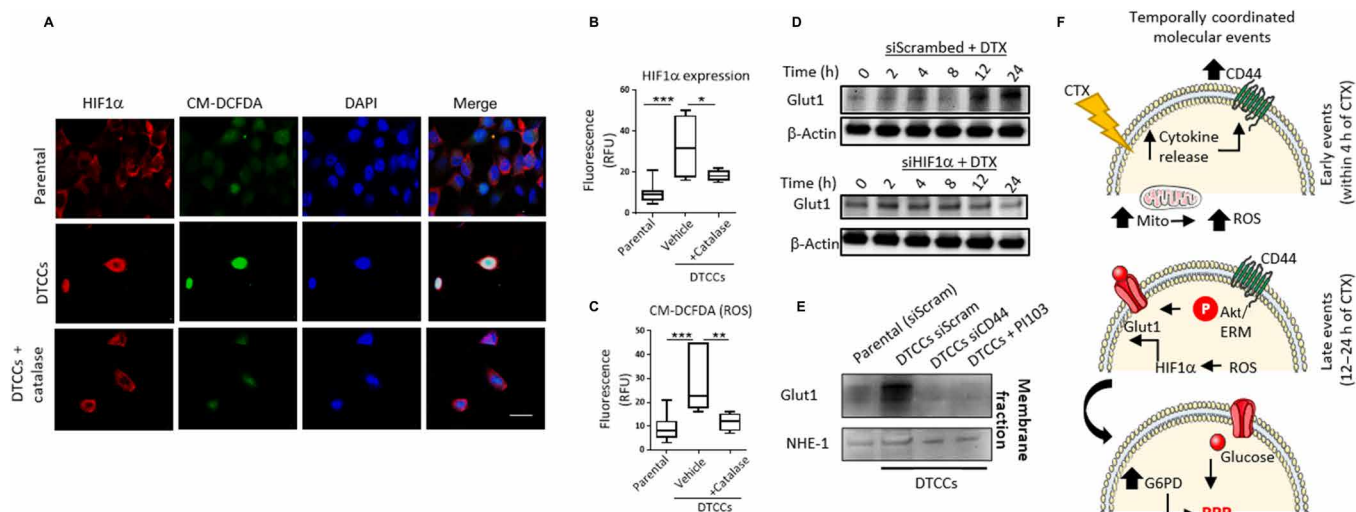 A
HIF1α
CM-DCFDA
DAPI
Merge
Parental
DTCCs
DTCCs +
catalase
B
HIF1α expression
Fluorescence
(RFU)
60
40
20
0
***
*
Parental
Vehicle
+Catalase
DTCCs
C
CM-DCFDA (ROS)
Fluorescence
(RFU)
50
40
30
20
10
0
***
**
Parental
Vehicle
+Catalase
DTCCs
D
siScrambed + DTX
Time (h)
0 2 4 8 12 24
Glut1
β-Actin
siHIF1α + DTX
Time (h)
0 2 4 8 12 24
Glut1
β-Actin
E
Parental (siScram)
DTCCs siScram
DTCCs siCD44
DTCCs + PI103
Glut1
NHE-1
Membrane
fraction
DTCCs
F
Temporally coordinated
molecular events
CD44
CTX
Cytokine
release
Mito
ROS
Early events
(within 4 h of CTX)
CD44
Glut1
P
Akt/
ERM
HIF1α
ROS
Late events
(12–24 h of CTX)
Glucose
G6PD
PPP